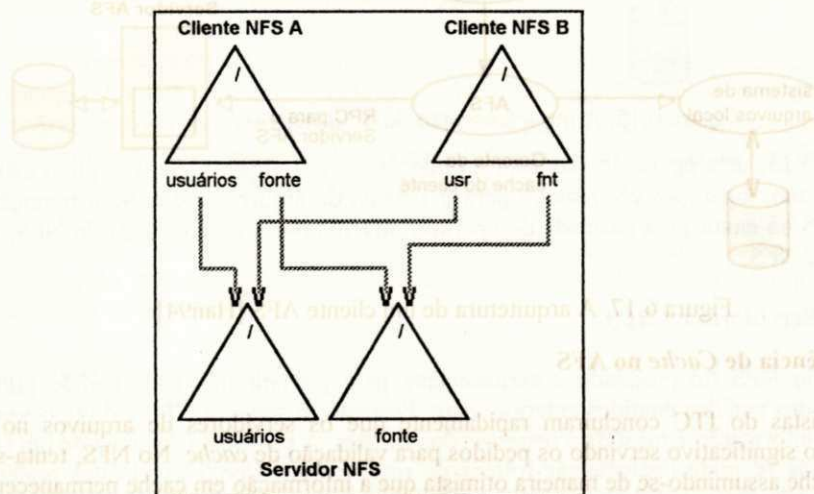 Cliente NFS A
Cliente NFS B
/
/
usuários
fonte
usr
fnt
/
/
usuários
fonte
Servidor NFS